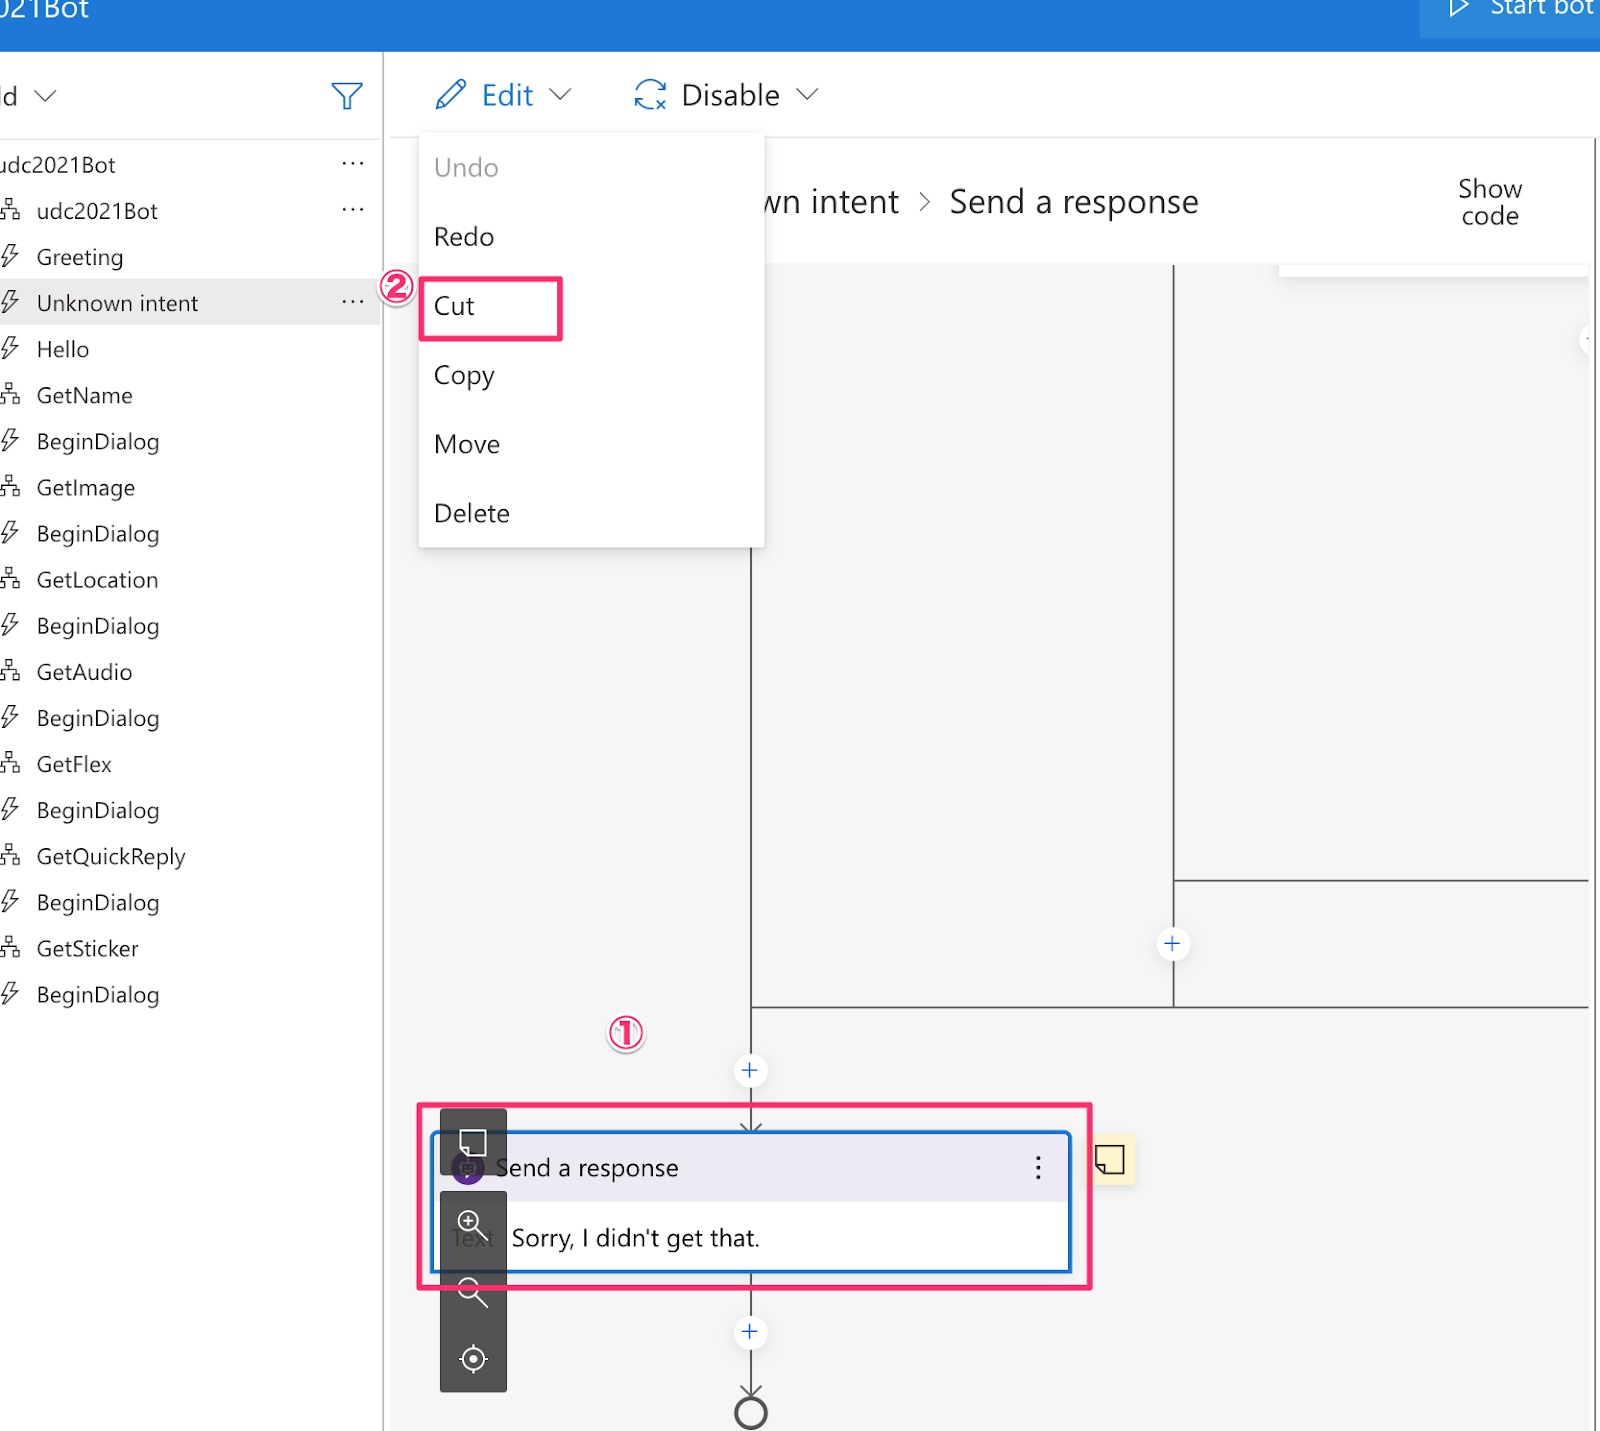 021Bot
Start bot
ld
Edit
Disable
udc2021Bot
udc2021Bot
Greeting
Unknown intent
Hello
GetName
BeginDialog
GetImage
BeginDialog
GetLocation
BeginDialog
GetAudio
BeginDialog
GetFlex
BeginDialog
GetQuickReply
BeginDialog
GetSticker
BeginDialog
Undo
Redo
②
Cut
Copy
Move
Delete
wn intent > Send a response
Show
code
①
Send a response
Text Sorry, I didn't get that.